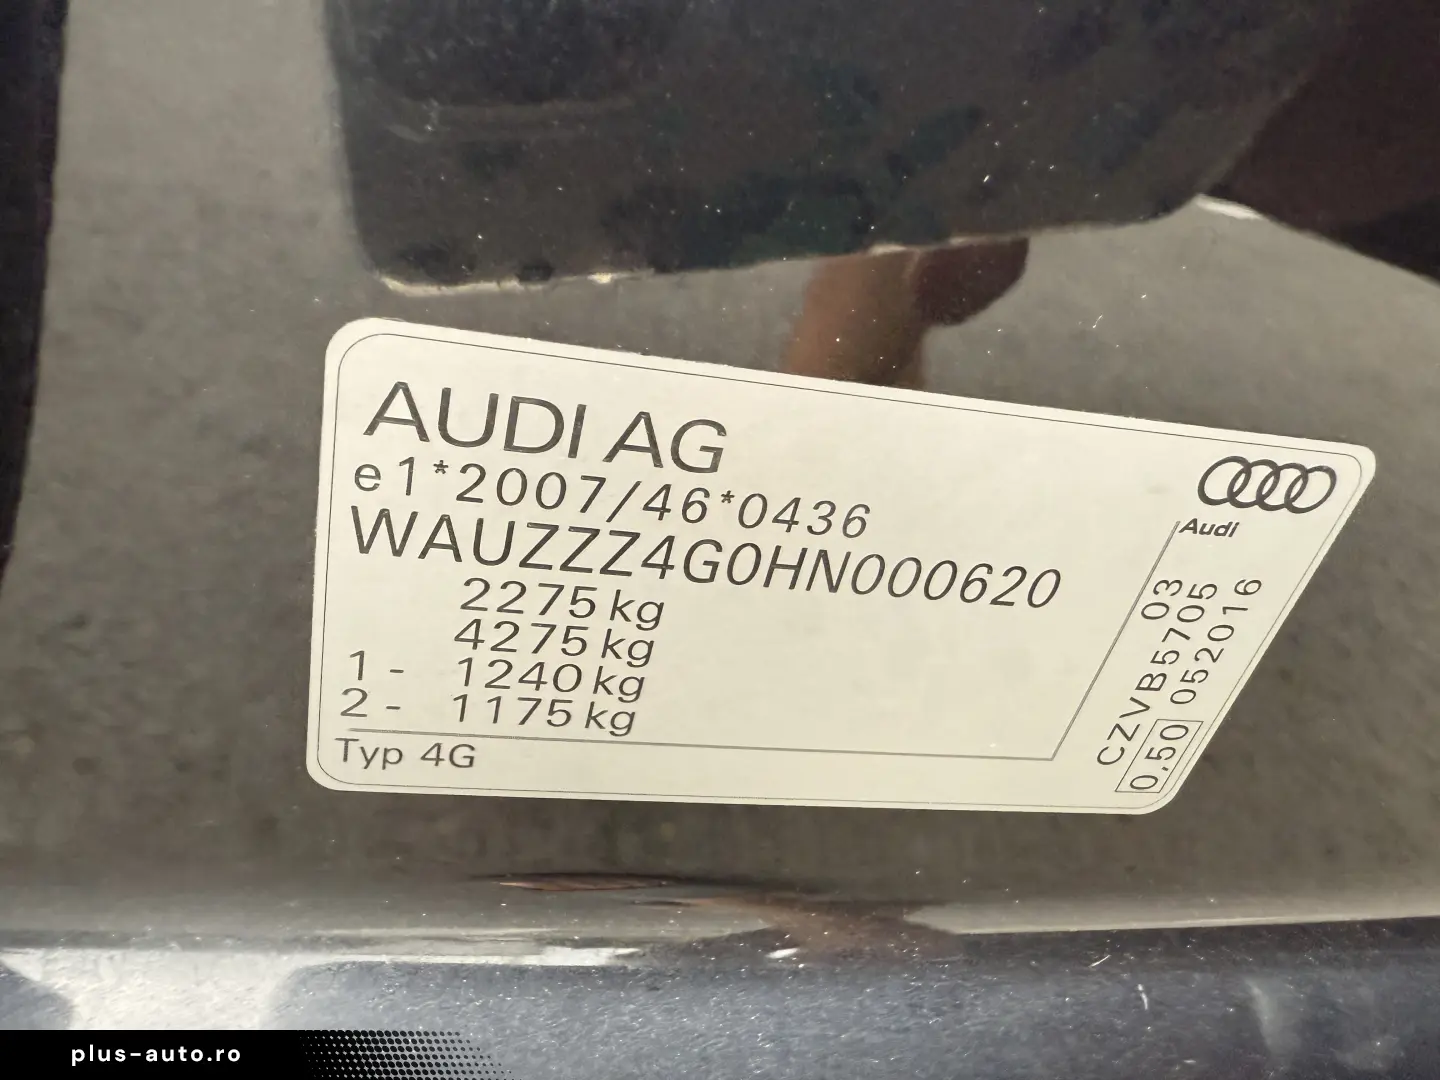 AUDI AG
e1*2007/46*0436
WAUZZZ4G0HN000620
2275 kg
4275 kg
1 - 1240 kg
2 - 1175 kg
Typ 4G
Audi
CZVB5705 03
0,50 052016
plus-auto.ro